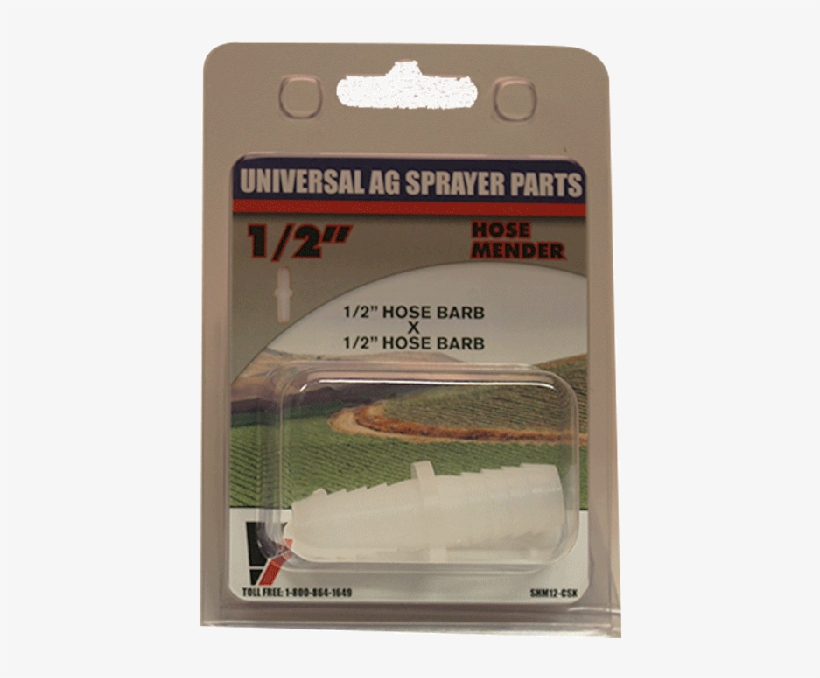 UNIVERSAL AG SPRAYER PARTS
1/2"
HOSE
MENDER
1/2" HOSE BARB
X
1/2" HOSE BARB
TOLL FREE: 1-800-864-1649
SHM12-CSK